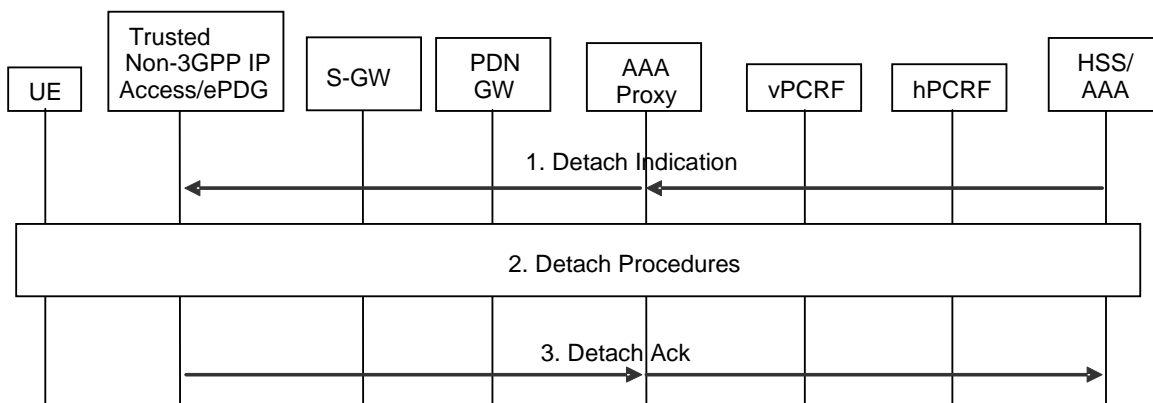 UE
Trusted
Non-3GPP IP
Access/ePDG
S-GW
PDN
GW
AAA
Proxy
vPCRF
hPCRF
HSS/
AAA
1. Detach Indication
2. Detach Procedures
3. Detach Ack